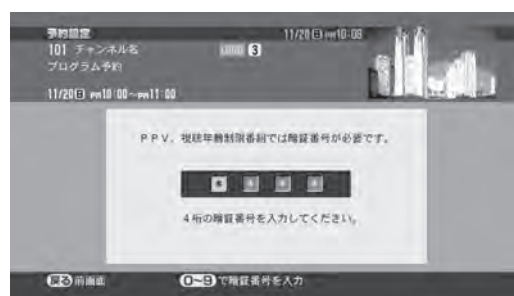 予約設定
11/20日 PM10:08
101 チャンネル名
3
プログラム予約
11/20日 PM10:00~PM11:00
PPV、視聴年齢制限番組では暗証番号が必要です。
4桁の暗証番号を入力してください。
戻る 前画面
0~9で暗証番号を入力